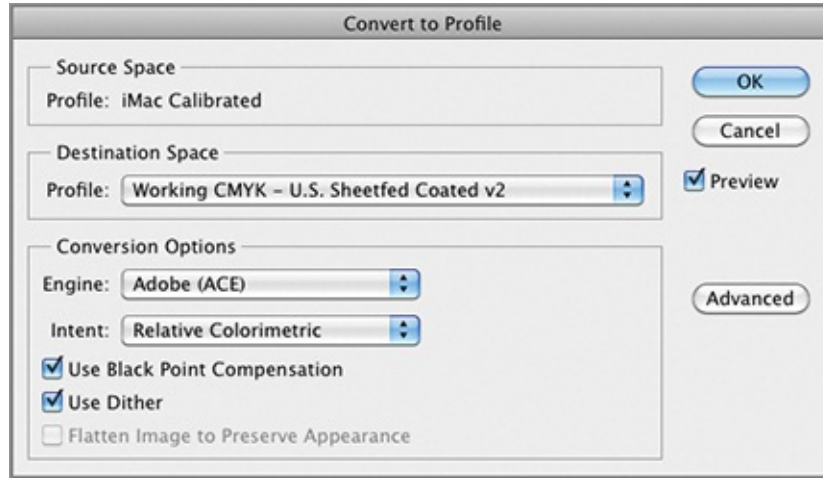 Convert to Profile
Source Space
Profile: iMac Calibrated
OK
Cancel
Destination Space
Profile: Working CMYK – U.S. Sheetfed Coated v2
Preview
Conversion Options
Engine: Adobe (ACE)
Advanced
Intent: Relative Colorimetric
Use Black Point Compensation
Use Dither
Flatten Image to Preserve Appearance